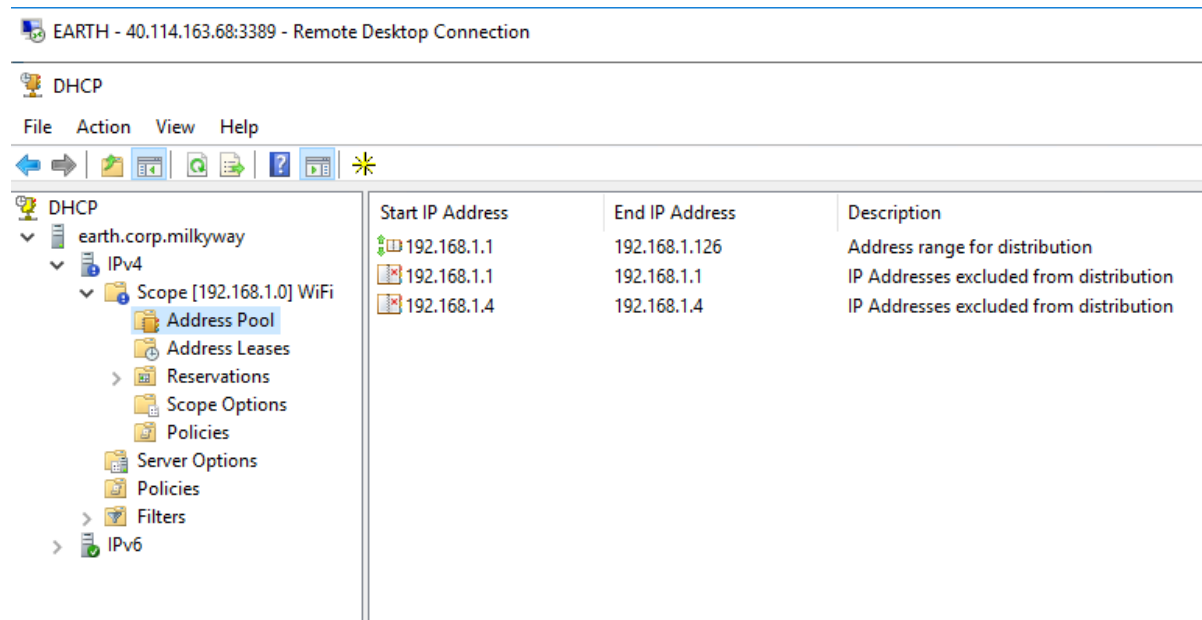 EARTH - 40.114.163.68:3389 - Remote Desktop Connection
DHCP
File Action View Help
DHCP
earth.corp.milkyway
IPv4
Scope [192.168.1.0] WiFi
Address Pool
Address Leases
Reservations
Scope Options
Policies
Server Options
Policies
Filters
IPv6
Start IP Address End IP Address Description
192.168.1.1 192.168.1.126 Address range for distribution
192.168.1.1 192.168.1.1 IP Addresses excluded from distribution
192.168.1.4 192.168.1.4 IP Addresses excluded from distribution